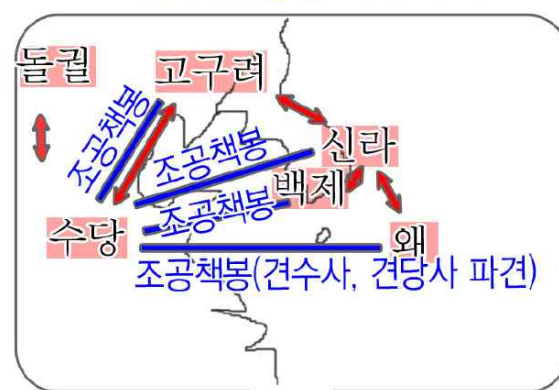 돌궐
고구려
조공책봉
조공책봉
신라
백제
조공책봉
수당
왜
조공책봉(견수사, 견당사 파견)